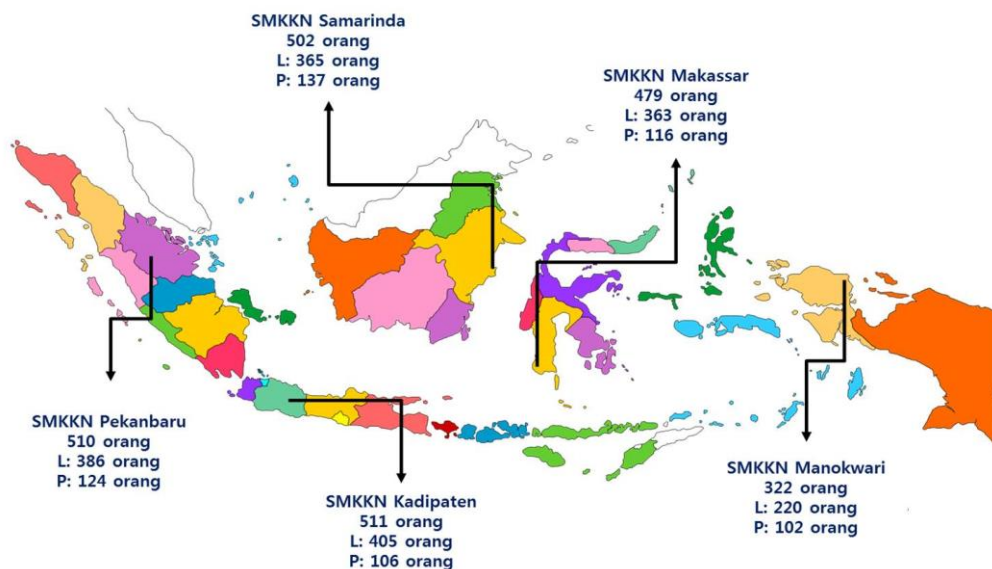 SMKKN Samarinda
502 orang
L: 365 orang
P: 137 orang
SMKKN Makassar
479 orang
L: 363 orang
P: 116 orang
SMKKN Pekanbaru
510 orang
L: 386 orang
P: 124 orang
SMKKN Kadipaten
511 orang
L: 405 orang
P: 106 orang
SMKKN Manokwari
322 orang
L: 220 orang
P: 102 orang